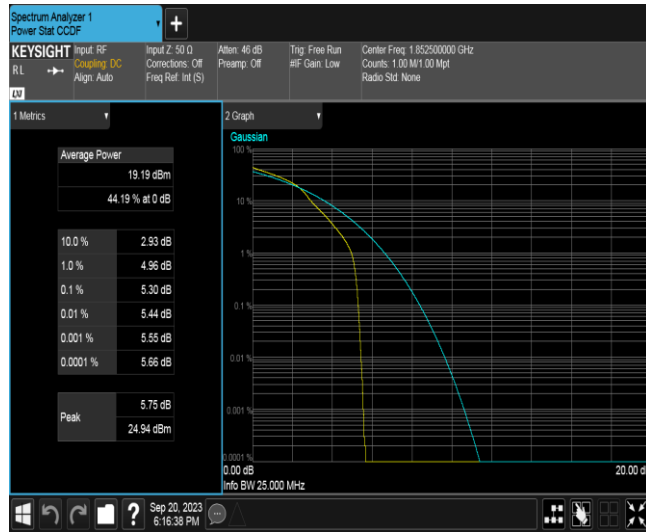 Spectrum Analyzer 1
Power Stat CCDF
+
KEYSIGHT
RL
LXI
Input: RF
Coupling: DC
Align: Auto
Input Z: 50 Ω
Corrections: Off
Freq Ref: Int (S)
Atten: 46 dB
Preamp: Off
Trig: Free Run
#IF Gain: Low
Center Freq: 1.852500000 GHz
Counts: 1.00 M/1.00 Mpt
Radio Std: None
1 Metrics
Average Power
19.19 dBm
44.19 % at 0 dB
10.0 % 2.93 dB
1.0 % 4.96 dB
0.1 % 5.30 dB
0.01 % 5.44 dB
0.001 % 5.55 dB
0.0001 % 5.66 dB
Peak
5.75 dB
24.94 dBm
2 Graph
Gaussian
100 %
10 %
1 %
0.1 %
0.01 %
0.001 %
0.0001 %
0.00 dB
20.00 d
Info BW 25.000 MHz
?
Sep 20, 2023
6:16:38 PM